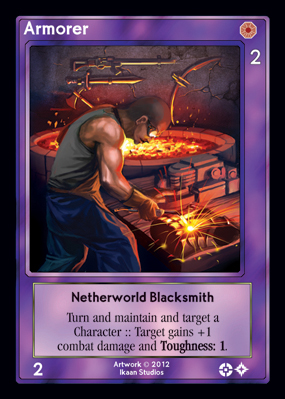 Armorer
2
Netherworld Blacksmith
Turn and maintain and target a
Character :: Target gains +1
combat damage and Toughness: 1.
2
Artwork © 2012
Ikaan Studios